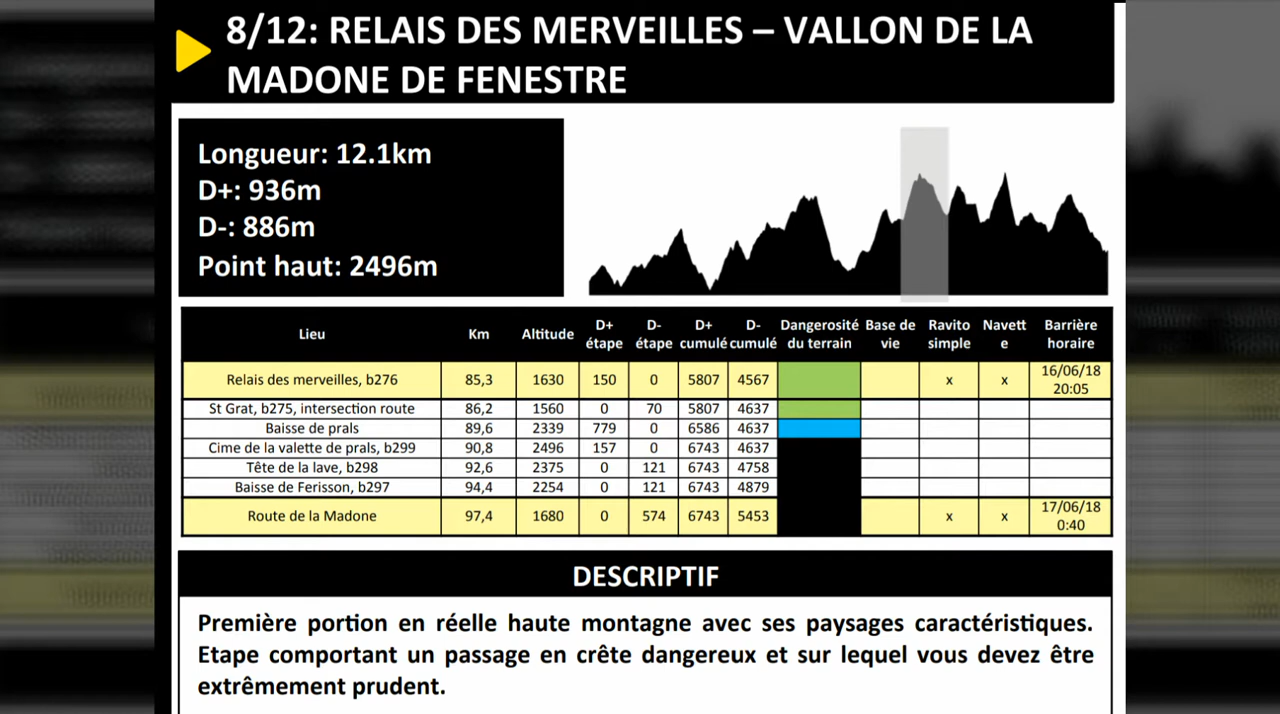 8/12: RELAIS DES MERVEILLES – VALLON DE LA
MADONE DE FENESTRE
Longueur: 12.1km
D+: 936m
D-: 886m
Point haut: 2496m
Lieu Km Altitude D+ étape D- étape D+ cumulé D- cumulé Dangerosité du terrain Base de vie Ravito simple Navett e Barrière horaire
Relais des merveilles, b276 85,3 1630 150 0 5807 4567 x x 16/06/18 20:05
St Grat, b275, intersection route 86,2 1560 0 70 5807 4637
Baisse de prals 89,6 2339 779 0 6586 4637
Cime de la valette de prals, b299 90,8 2496 157 0 6743 4637
Tête de la lave, b298 92,6 2375 0 121 6743 4758
Baisse de Ferisson, b297 94,4 2254 0 121 6743 4879
Route de la Madone 97,4 1680 0 574 6743 5453 x x 17/06/18 0:40
DESCRIPTIF
Première portion en réelle haute montagne avec ses paysages caractéristiques.
Etape comportant un passage en crête dangereux et sur lequel vous devez être
extrêmement prudent.